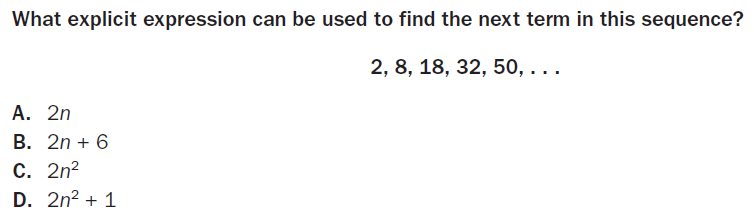 What explicit expression can be used to find the next term in this sequence?
2, 8, 18, 32, 50, . . .
A. 2n
B. 2n + 6
C. 2n²
D. 2n² + 1